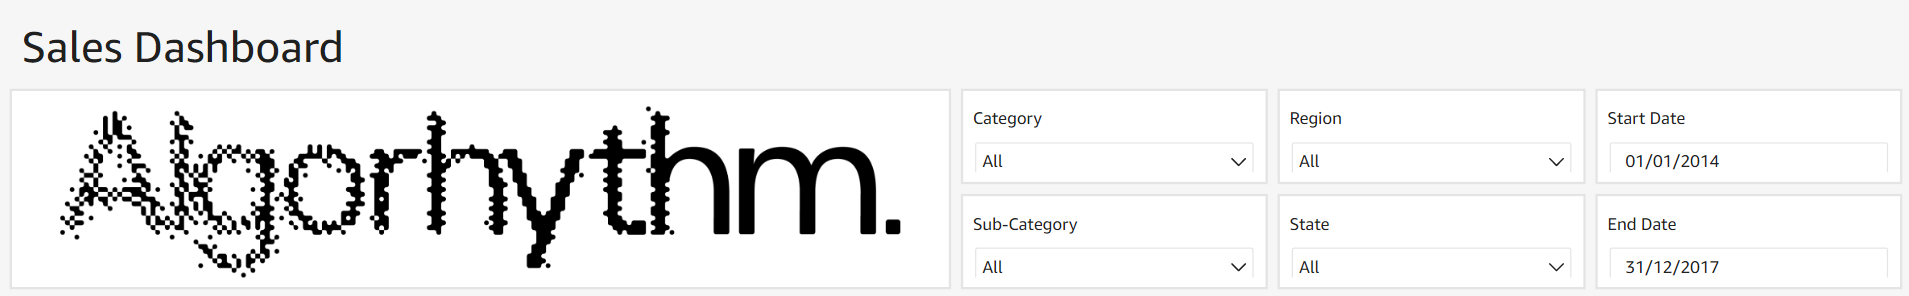 Sales Dashboard
Algorhythm.
Category
All
Region
All
Start Date
01/01/2014
Sub-Category
All
State
All
End Date
31/12/2017